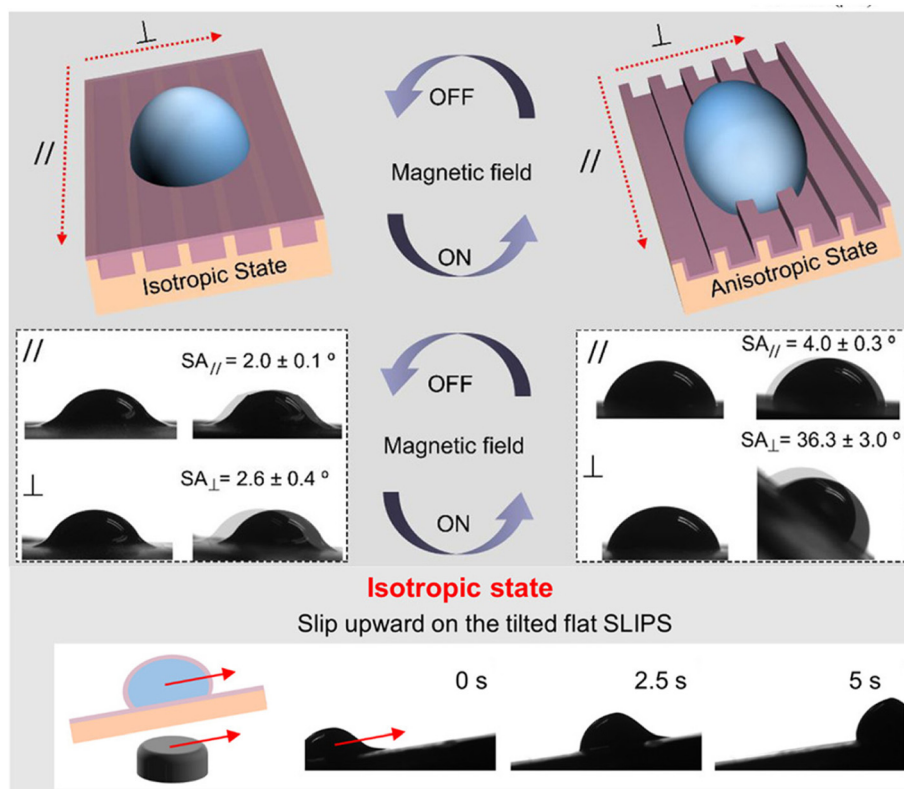 ⊥
⊥
//
OFF
//
Magnetic field
ON
Isotropic State
Anisotropic State
//
SA// = 2.0 ± 0.1 º
OFF
//
SA// = 4.0 ± 0.3 º
Magnetic field
⊥
SA⊥= 2.6 ± 0.4 º
⊥
SA⊥= 36.3 ± 3.0 º
ON
Isotropic state
Slip upward on the tilted flat SLIPS
0 s
2.5 s
5 s